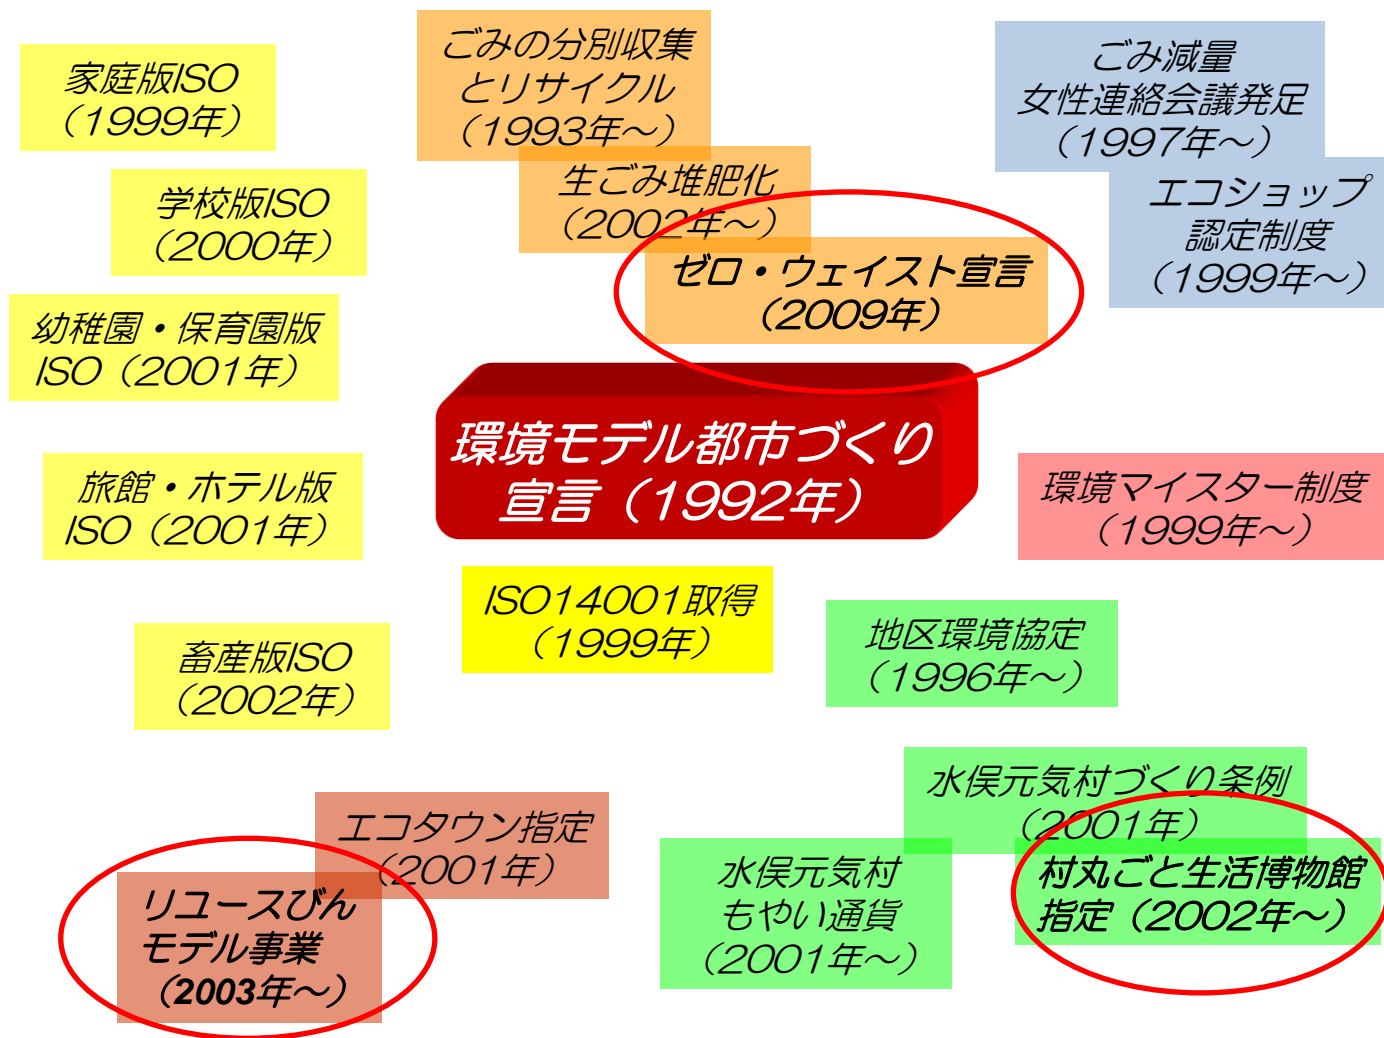 家庭版ISO
（1999年）
学校版ISO
（2000年）
幼稚園・保育園版
ISO（2001年）
旅館・ホテル版
ISO（2001年）
畜産版ISO
（2002年）
ごみの分別収集
とリサイクル
（1993年～）
生ごみ堆肥化
（2002年～）
ゼロ・ウェイスト宣言
（2009年）
ごみ減量
女性連絡会議発足
（1997年～）
エコショップ
認定制度
（1999年～）
環境モデル都市づくり
宣言（1992年）
環境マイスター制度
（1999年～）
ISO14001取得
（1999年）
地区環境協定
（1996年～）
水俣元気村づくり条例
（2001年）
水俣元気村
もやい通貨
（2001年～）
村丸ごと生活博物館
指定（2002年～）
エコタウン指定
（2001年）
リユースびん
モデル事業
（2003年～）